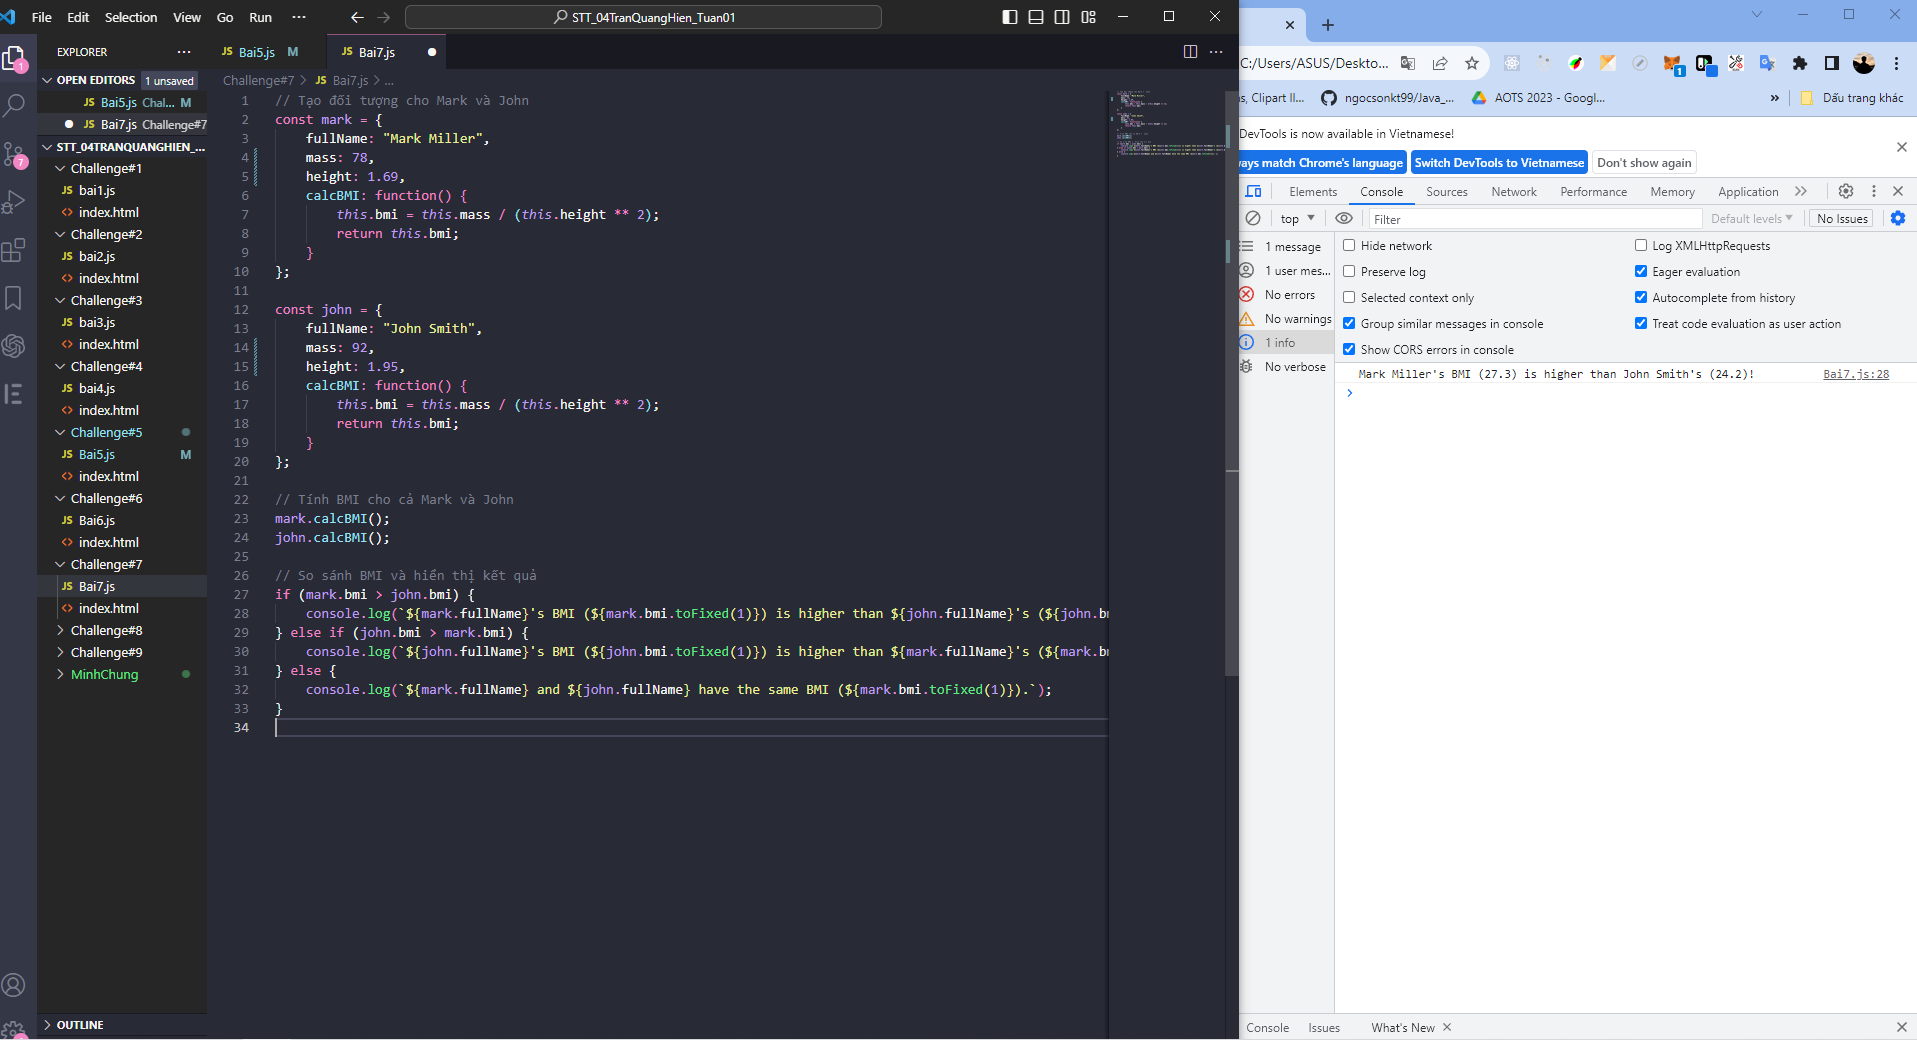 File Edit Selection View Go Run ···
STT_04TranQuangHien_Tuan01
EXPLORER
OPEN EDITORS 1 unsaved
JS Bai5.js Chal... M
JS Bai7.js Challenge#7
STT_04TRANQUANGHIEN_...
Challenge#1
JS bai1.js
<> index.html
Challenge#2
JS bai2.js
<> index.html
Challenge#3
JS bai3.js
<> index.html
Challenge#4
JS bai4.js
<> index.html
Challenge#5
JS Bai5.js M
<> index.html
Challenge#6
JS Bai6.js
<> index.html
Challenge#7
JS Bai7.js
<> index.html
Challenge#8
Challenge#9
MinhChung
OUTLINE
1
7
JS Bai5.js M
JS Bai7.js
Challenge#7 > JS Bai7.js > ...
1 // Tạo đối tượng cho Mark và John
2 const mark = {
3 fullName: "Mark Miller",
4 mass: 78,
5 height: 1.69,
6 calcBMI: function() {
7 this.bmi = this.mass / (this.height ** 2);
8 return this.bmi;
9 }
10 };
11
12 const john = {
13 fullName: "John Smith",
14 mass: 92,
15 height: 1.95,
16 calcBMI: function() {
17 this.bmi = this.mass / (this.height ** 2);
18 return this.bmi;
19 }
20 };
21
22 // Tính BMI cho cả Mark và John
23 mark.calcBMI();
24 john.calcBMI();
25
26 // So sánh BMI và hiển thị kết quả
27 if (mark.bmi > john.bmi) {
28 console.log(`${mark.fullName}'s BMI (${mark.bmi.toFixed(1)}) is higher than ${john.fullName}'s (${john.bm
29 } else if (john.bmi > mark.bmi) {
30 console.log(`${john.fullName}'s BMI (${john.bmi.toFixed(1)}) is higher than ${mark.fullName}'s (${mark.bm
31 } else {
32 console.log(`${mark.fullName} and ${john.fullName} have the same BMI (${mark.bmi.toFixed(1)}).`);
33 }
34
C:/Users/ASUS/Deskto...
1
s, Clipart Il... ngocsonkt99/Java_... AOTS 2023 - Googl... » Dấu trang khác
DevTools is now available in Vietnamese!
ays match Chrome's language Switch DevTools to Vietnamese Don't show again
Elements Console Sources Network Performance Memory Application
top Filter Default levels No Issues
1 message
1 user mes...
No errors
No warnings
1 info
No verbose
Hide network Log XMLHttpRequests
Preserve log Eager evaluation
Selected context only Autocomplete from history
Group similar messages in console Treat code evaluation as user action
Show CORS errors in console
Mark Miller's BMI (27.3) is higher than John Smith's (24.2)! Bai7.js:28
Console Issues What's New